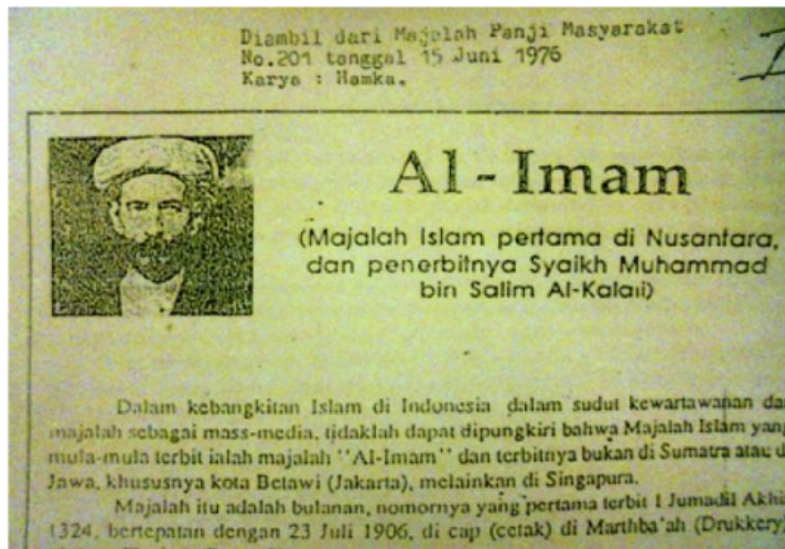 Diambil dari Majalah Panji Masyarakat
No.201 tanggal 15 Juni 1976
Karya : Hamka.
Al-Imam
(Majalah Islam pertama di Nusantara,
dan penerbitnya Syaikh Muhammad
bin Salim Al-Kalali)
Dalam kebangkitan Islam di Indonesia dalam sudut kewartawanan da
majalah sebagai mass-media, tidaklah dapat dipungkiri bahwa Majalah Islam yang
mula-mula terbit ialah majalah "Al-Imam" dan terbitnya bukan di Sumatra atau d
Jawa, khususnya kota Betawi (Jakarta), melainkan di Singapura.
Majalah itu adalah bulanan, nomornya yang pertama terbit 1 Jumadil Akhi
1324, bertepatan dengan 23 Juli 1906, di cap (cetak) di Marthba'ah (Drukkery)